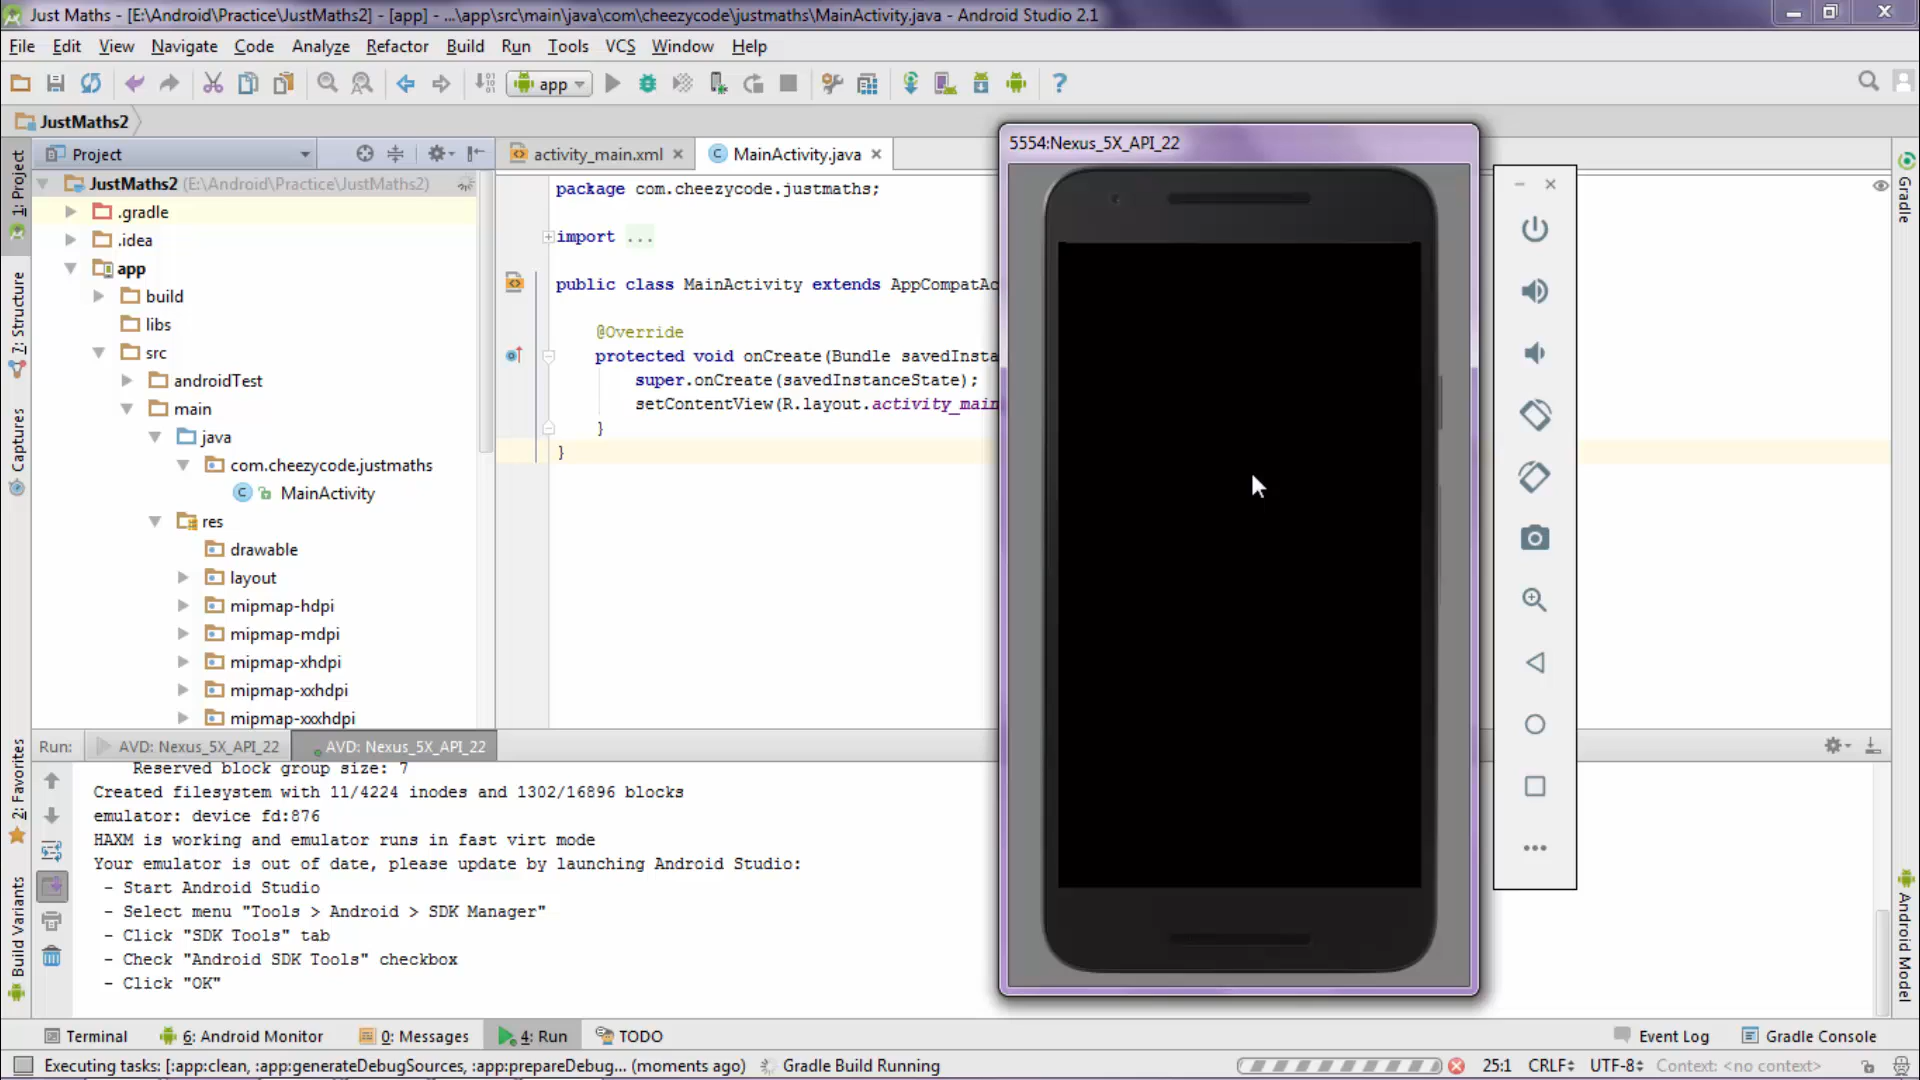 Just Maths - [E:\Android\Practice\JustMaths2] - [app] - ...\app\src\main\java\com\cheezycode\justmaths\MainActivity.java - Android Studio 2.1
File Edit View Navigate Code Analyze Refactor Build Run Tools VCS Window Help
app
JustMaths2
Project
activity_main.xml
MainActivity.java
5554:Nexus_5X_API_22
1: Project
7: Structure
Captures
2: Favorites
Build Variants
Gradle
Android Model
JustMaths2 (E:\Android\Practice\JustMaths2)
.gradle
.idea
app
build
libs
src
androidTest
main
java
com.cheezycode.justmaths
MainActivity
res
drawable
layout
mipmap-hdpi
mipmap-mdpi
mipmap-xhdpi
mipmap-xxhdpi
mipmap-xxxhdpi
package com.cheezycode.justmaths;
import ...
public class MainActivity extends AppCompatAc
@Override
protected void onCreate(Bundle savedInsta
super.onCreate(savedInstanceState);
setContentView(R.layout.activity_main
}
}
Run: AVD: Nexus_5X_API_22 AVD: Nexus_5X_API_22
Reserved block group size: 7
Created filesystem with 11/4224 inodes and 1302/16896 blocks
emulator: device fd:876
HAXM is working and emulator runs in fast virt mode
Your emulator is out of date, please update by launching Android Studio:
- Start Android Studio
- Select menu "Tools > Android > SDK Manager"
- Click "SDK Tools" tab
- Check "Android SDK Tools" checkbox
- Click "OK"
Terminal 6: Android Monitor 0: Messages 4: Run TODO Event Log Gradle Console
Executing tasks: [:app:clean, :app:generateDebugSources, :app:prepareDebug... (moments ago) Gradle Build Running 25:1 CRLF UTF-8 Context: <no context>